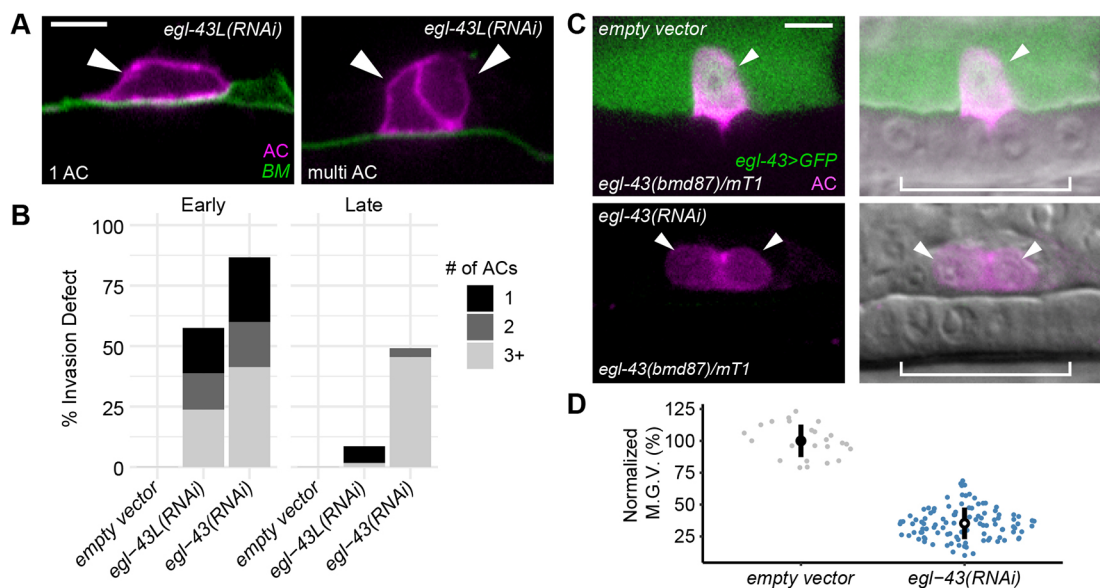 A
egl-43L(RNAi)
AC
BM
1 AC
egl-43L(RNAi)
multi AC
B
Early
Late
% Invasion Defect
100
75
50
25
0
empty vector
egl−43L(RNAi)
egl−43(RNAi)
empty vector
egl−43L(RNAi)
egl−43(RNAi)
# of ACs
1
2
3+
C
empty vector
egl-43>GFP
AC
egl-43(bmd87)/mT1
egl-43(RNAi)
egl-43(bmd87)/mT1
D
Normalized
M.G.V. (%)
125
100
75
50
25
empty vector
egl−43(RNAi)